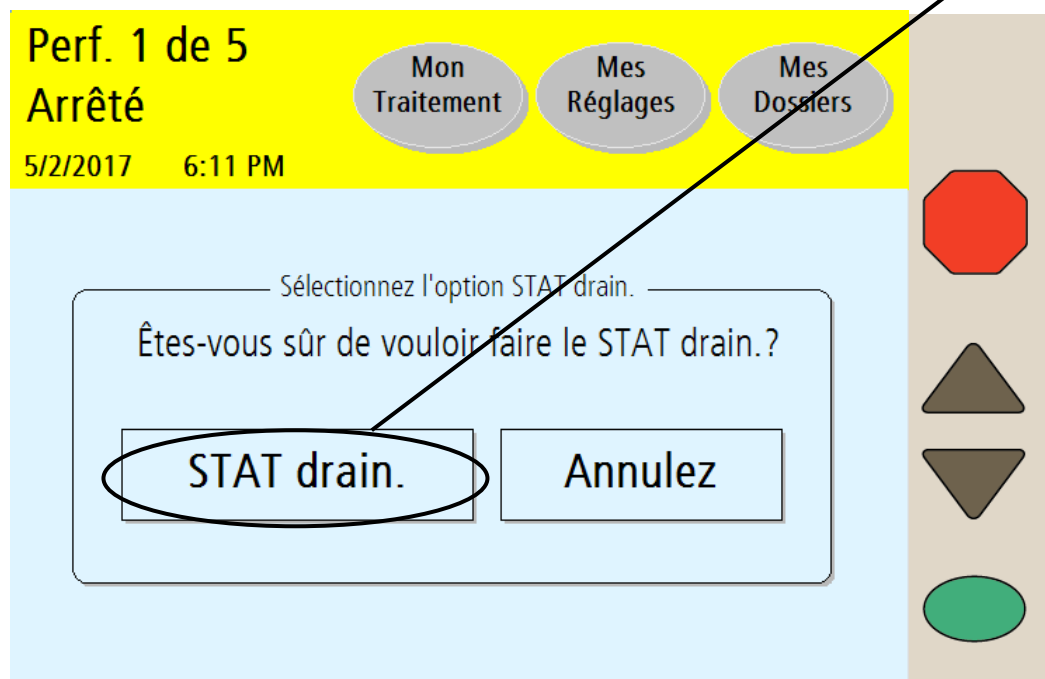 Perf. 1 de 5
Arrêté
5/2/2017 6:11 PM
Mon
Traitement
Mes
Réglages
Mes
Dossiers
Sélectionnez l'option STAT drain.
Êtes-vous sûr de vouloir faire le STAT drain.?
STAT drain.
Annulez